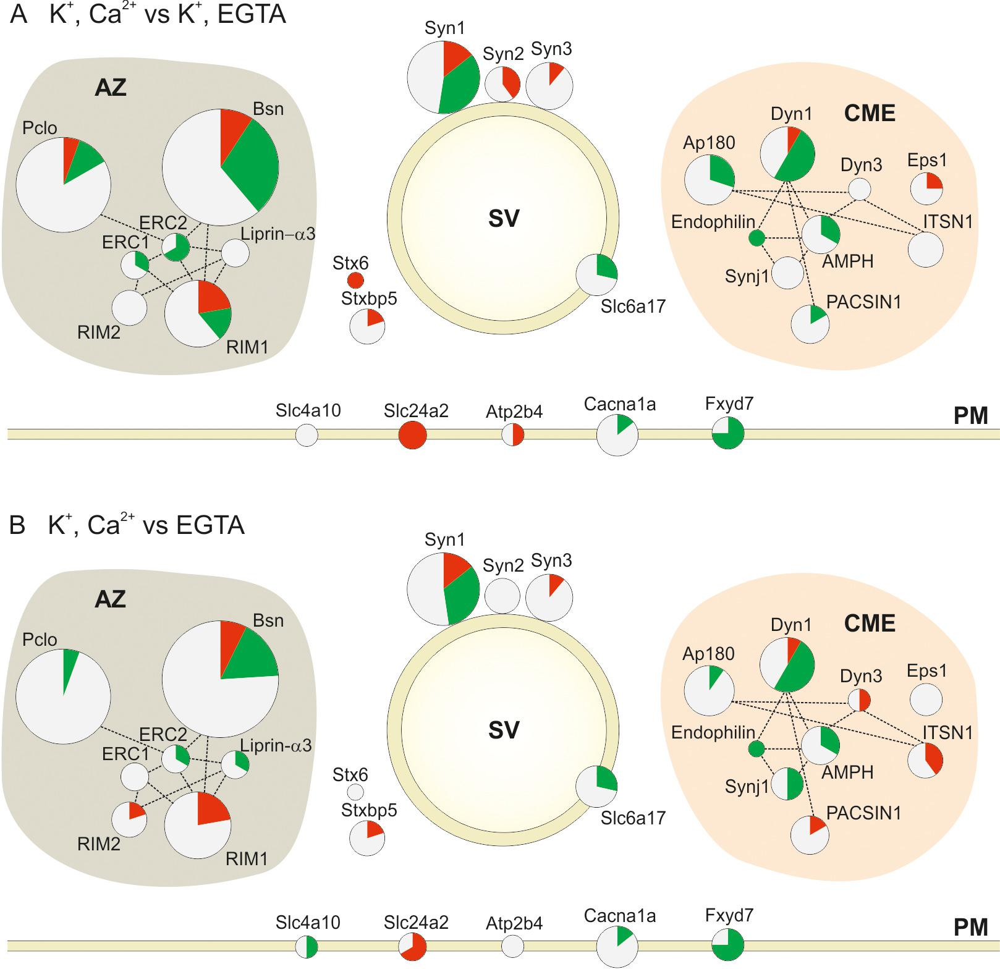 A K⁺, Ca²⁺ vs K⁺, EGTA
Syn1
Syn2
Syn3
AZ
Bsn
Pclo
ERC2
ERC1
Liprin–α3
RIM2
RIM1
SV
Stx6
Stxbp5
Slc6a17
CME
Dyn1
Ap180
Dyn3
Eps1
Endophilin
ITSN1
AMPH
Synj1
PACSIN1
Slc4a10
Slc24a2
Atp2b4
Cacna1a
Fxyd7
PM
B K⁺, Ca²⁺ vs EGTA
Syn1
Syn2
Syn3
AZ
Bsn
Pclo
ERC2
ERC1
Liprin-α3
RIM2
RIM1
SV
Stx6
Stxbp5
Slc6a17
CME
Dyn1
Ap180
Dyn3
Eps1
Endophilin
ITSN1
AMPH
Synj1
PACSIN1
Slc4a10
Slc24a2
Atp2b4
Cacna1a
Fxyd7
PM